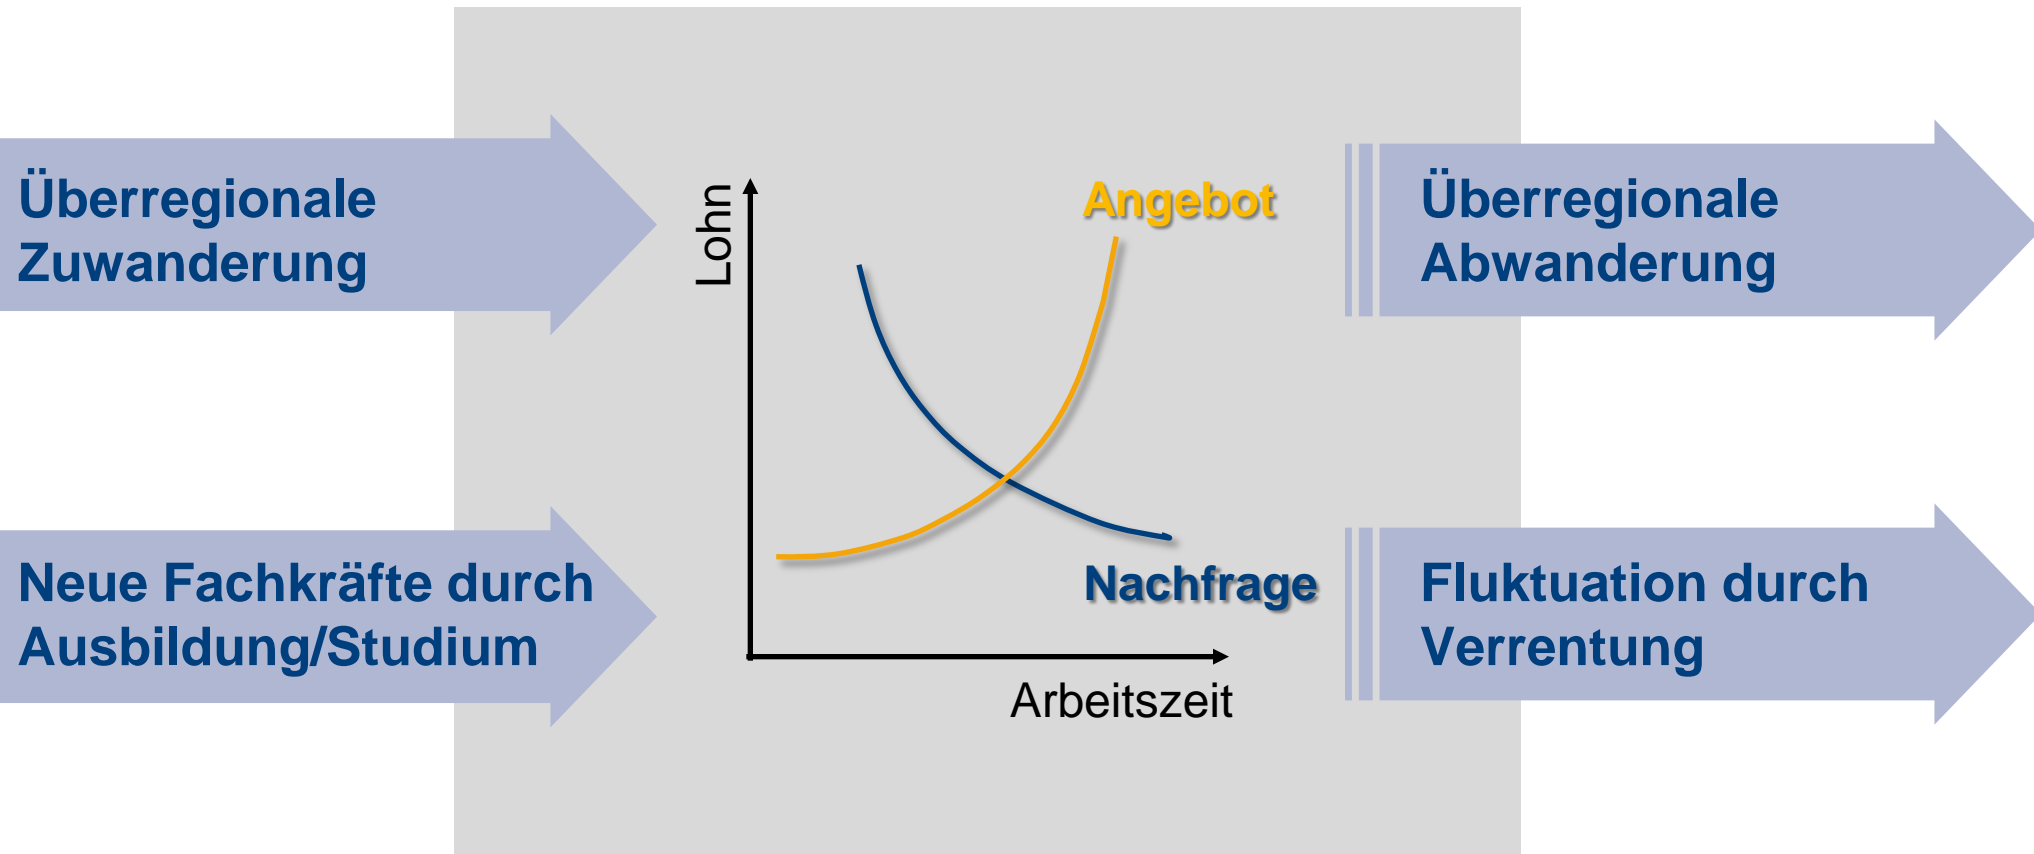 Überregionale
Zuwanderung
Neue Fachkräfte durch
Ausbildung/Studium
Lohn
Angebot
Nachfrage
Arbeitszeit
Überregionale
Abwanderung
Fluktuation durch
Verrentung